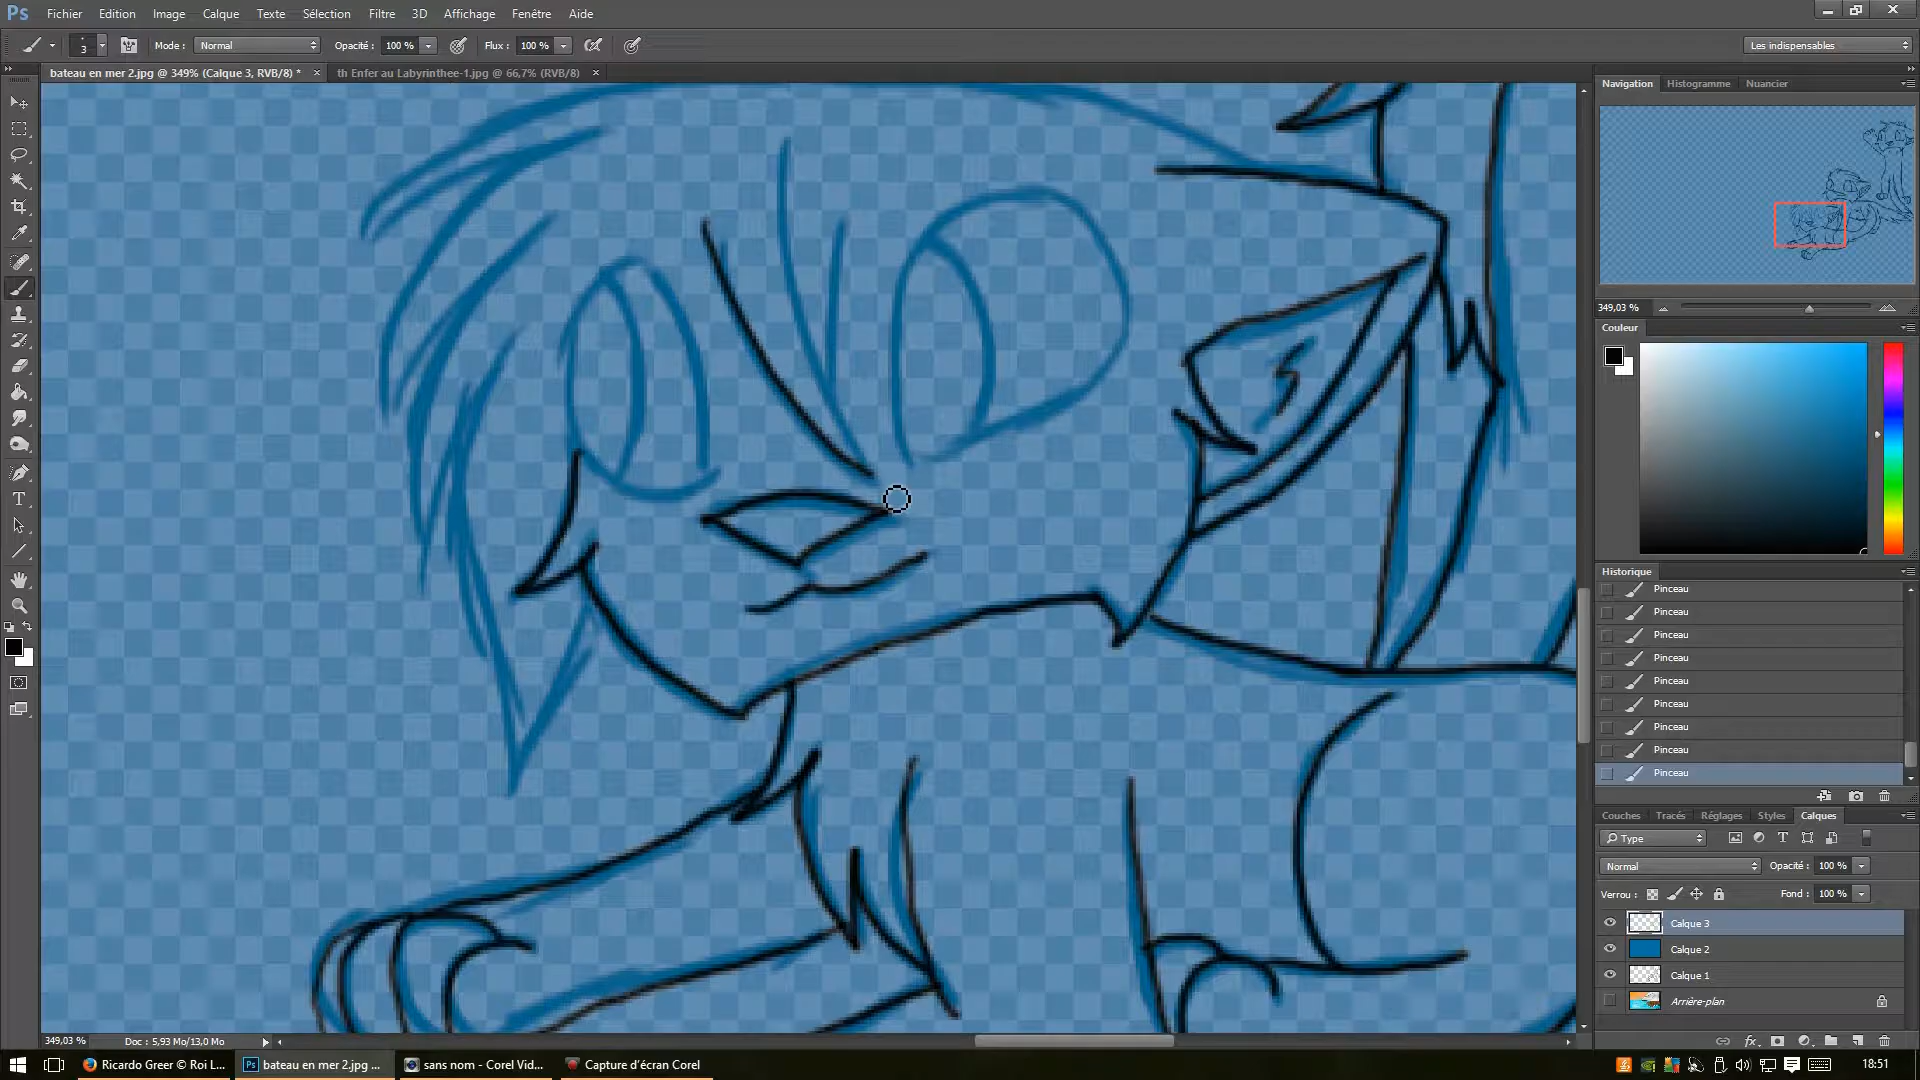 Ps Fichier Edition Image Calque Texte Sélection Filtre 3D Affichage Fenêtre Aide
3 Mode : Normal Opacité : 100 % Flux : 100 % Les indispensables
bateau en mer 2.jpg @ 349% (Calque 3, RVB/8) * × th Enfer au Labyrinthee-1.jpg @ 66,7% (RVB/8) ×
Navigation Histogramme Nuancier
349,03 %
Couleur
Historique
Pinceau
Pinceau
Pinceau
Pinceau
Pinceau
Pinceau
Pinceau
Pinceau
Pinceau
Couches Tracés Réglages Styles Calques
Type
Normal Opacité : 100 %
Verrou : Fond : 100 %
Calque 3
Calque 2
Calque 1
Arrière-plan
349,03 % Doc : 5,93 Mo/13,0 Mo
Ricardo Greer © Roi L... Ps bateau en mer 2.jpg ... sans nom - Corel Vid... Capture d'écran Corel 18:51